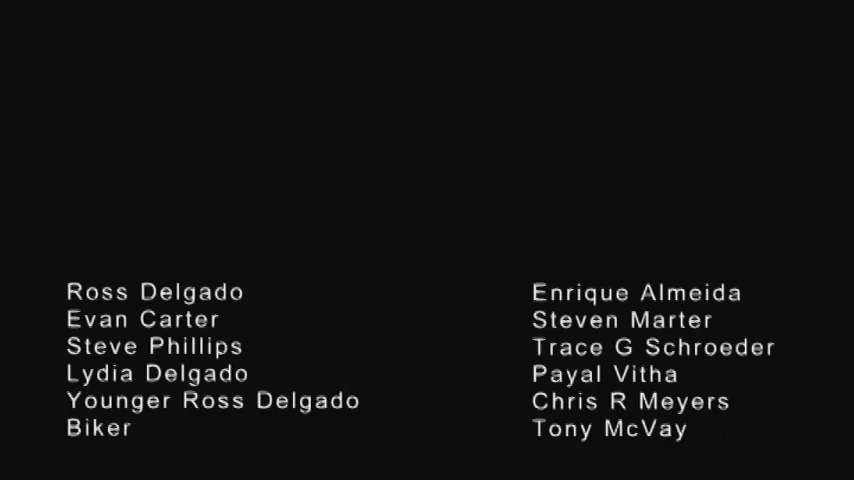 Ross Delgado Enrique Almeida
Evan Carter Steven Marter
Steve Phillips Trace G Schroeder
Lydia Delgado Payal Vitha
Younger Ross Delgado Chris R Meyers
Biker Tony McVay